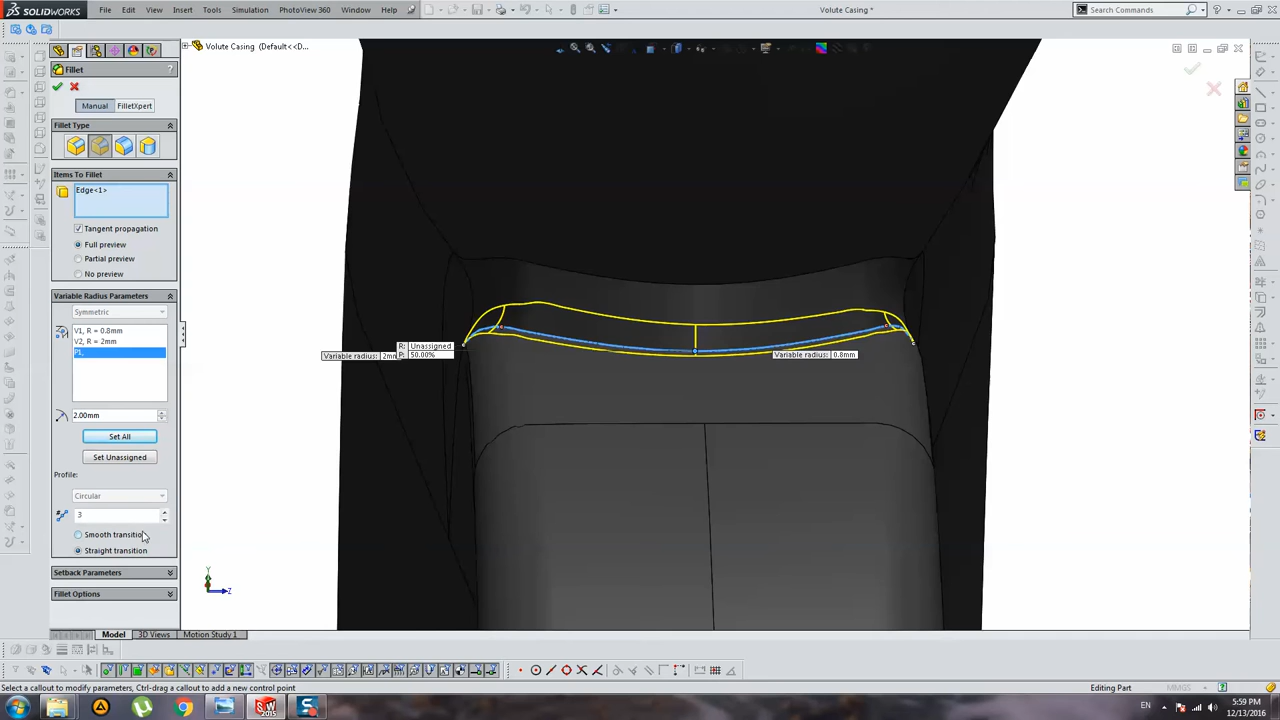 SOLIDWORKS
File Edit View Insert Tools Simulation PhotoView 360 Window Help
Volute Casing *
Search Commands
Volute Casing (Default<<D...
Fillet
?
Manual FilletXpert
Fillet Type
Items To Fillet
Edge<1>
Tangent propagation
Full preview
Partial preview
No preview
Variable Radius Parameters
Symmetric
V1, R = 0.8mm
V2, R = 2mm
P1,
2.00mm
Set All
Set Unassigned
Profile:
Circular
3
Smooth transition
Straight transition
Setback Parameters
Fillet Options
R: Unassigned
P: 50.00%
Variable radius: 2mm
Variable radius: 0.8mm
Y
Z
Model 3D Views Motion Study 1
Select a callout to modify parameters, Ctrl-drag a callout to add a new control point
Editing Part
MMGS
SW
2015
EN
5:59 PM
12/13/2016